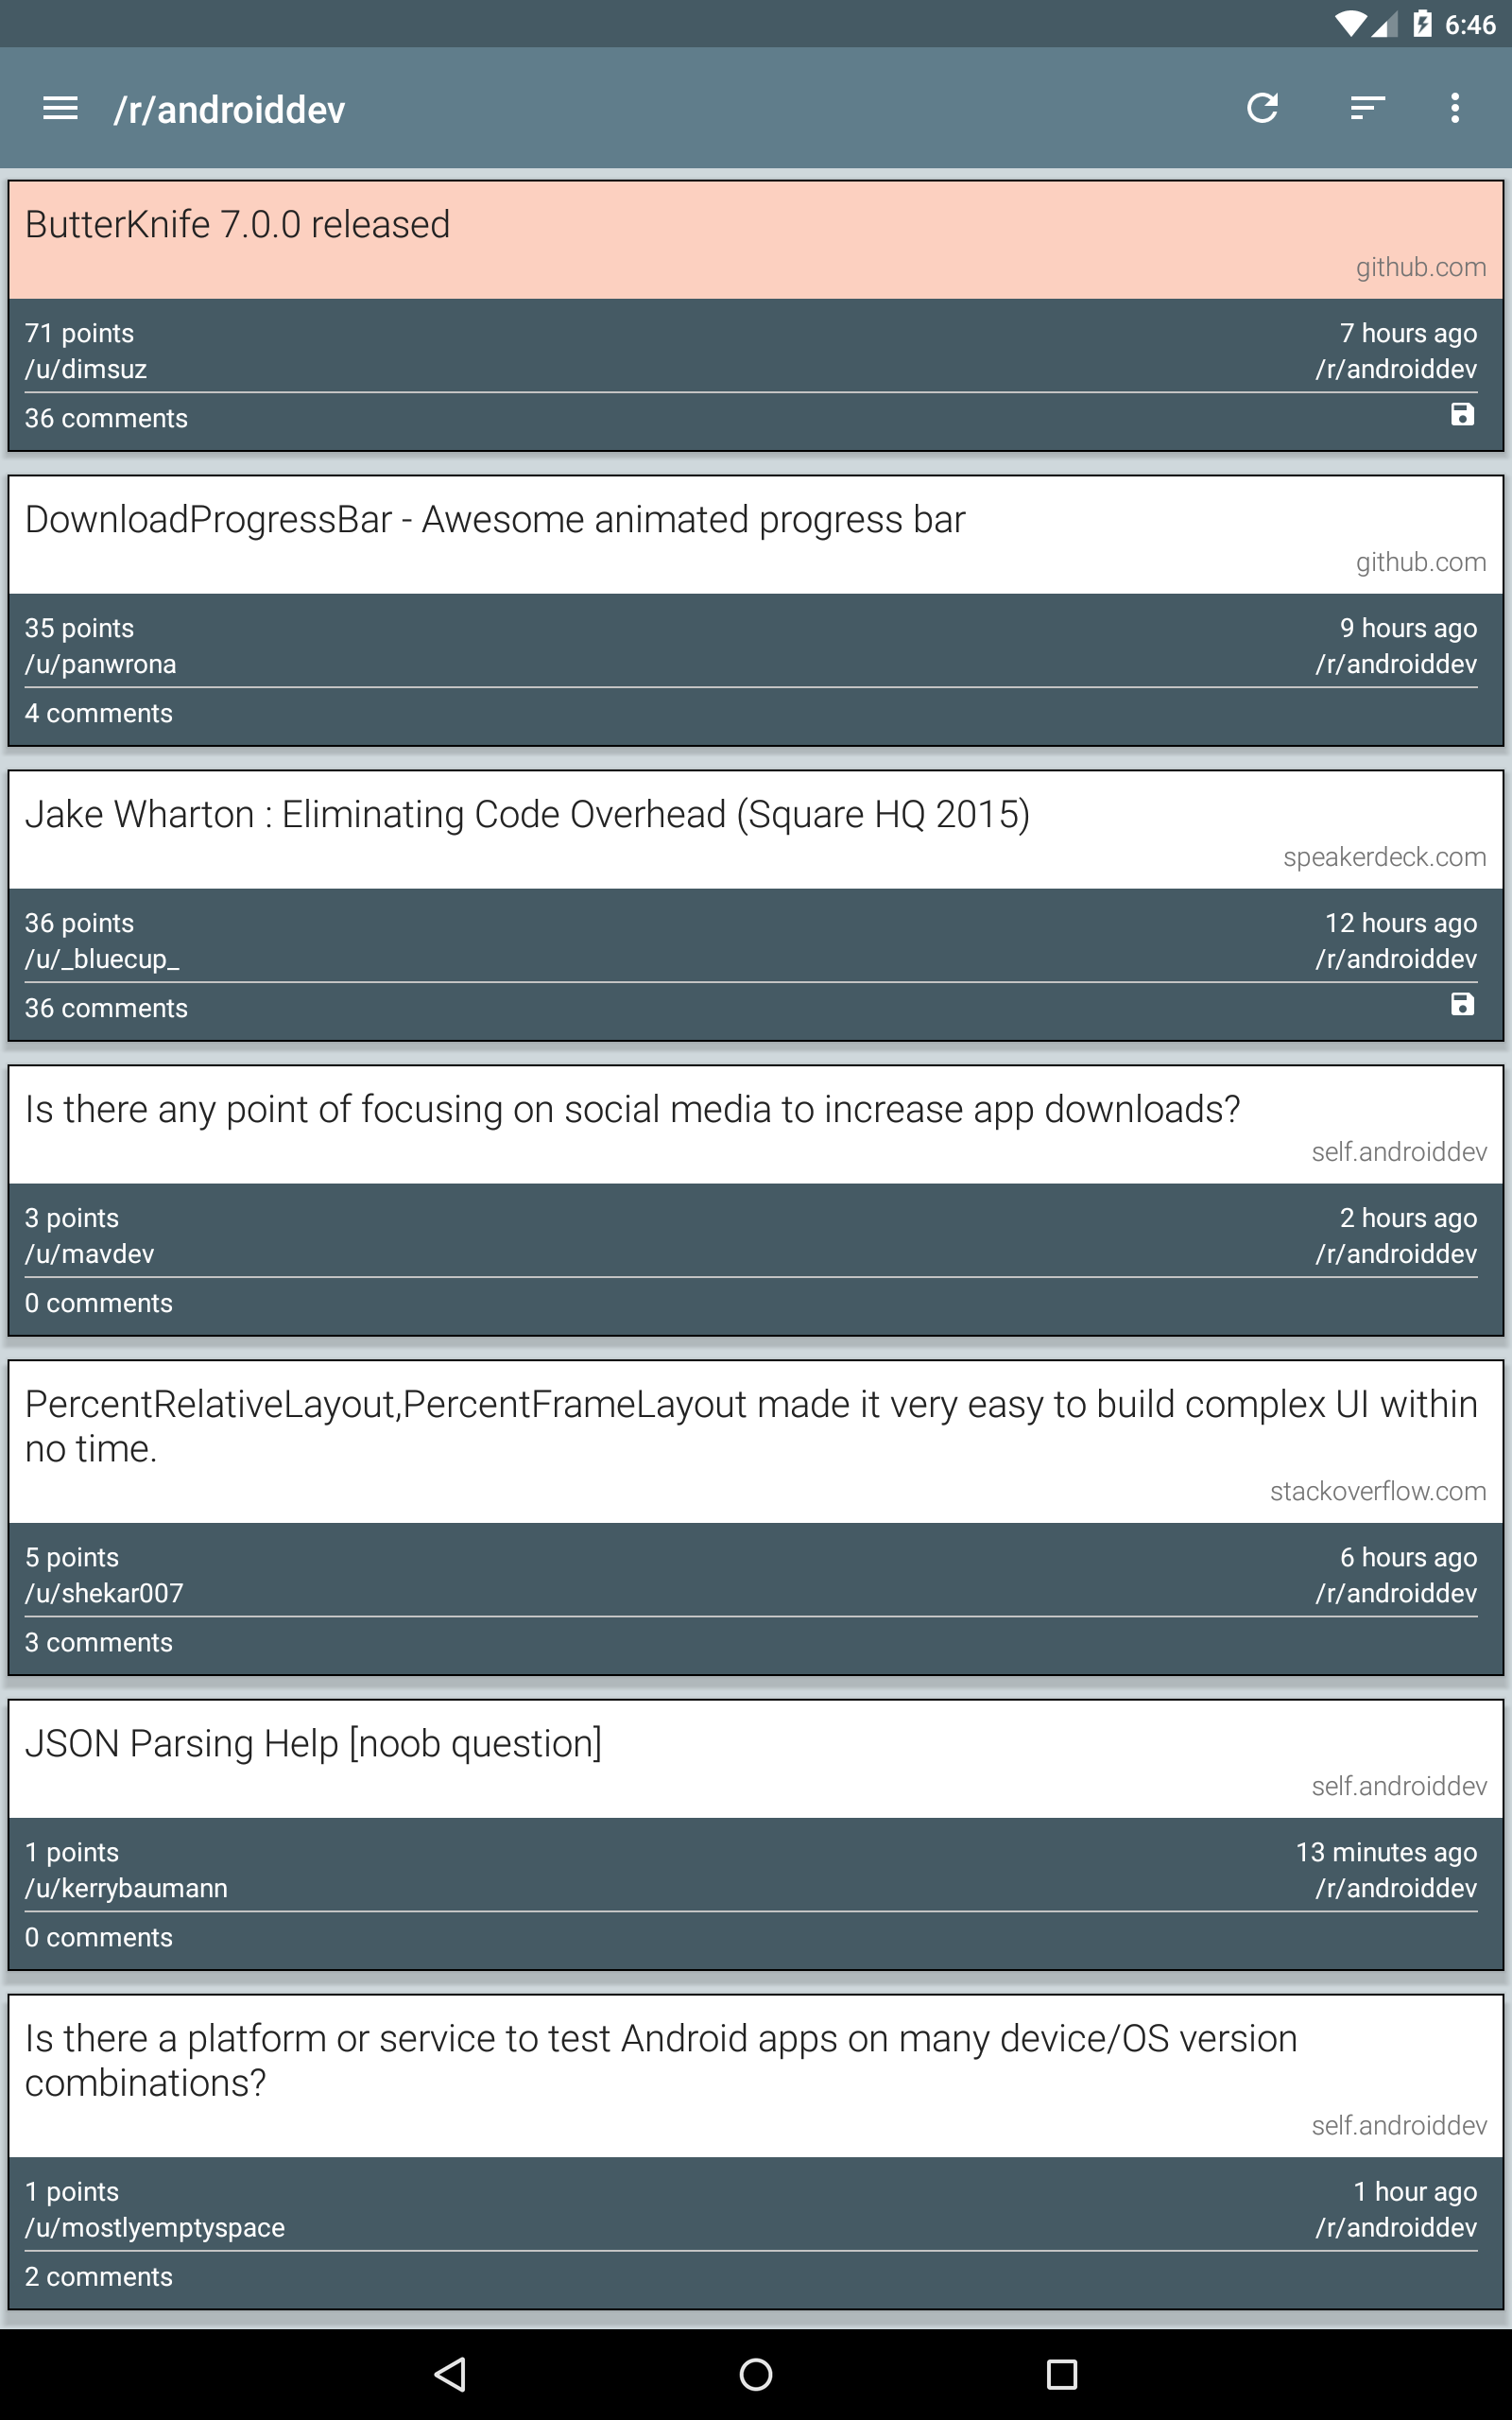 6:46
/r/androiddev
ButterKnife 7.0.0 released
github.com
71 points
7 hours ago
/u/dimsuz
/r/androiddev
36 comments
DownloadProgressBar - Awesome animated progress bar
github.com
35 points
9 hours ago
/u/panwrona
/r/androiddev
4 comments
Jake Wharton : Eliminating Code Overhead (Square HQ 2015)
speakerdeck.com
36 points
12 hours ago
/u/_bluecup_
/r/androiddev
36 comments
Is there any point of focusing on social media to increase app downloads?
self.androiddev
3 points
2 hours ago
/u/mavdev
/r/androiddev
0 comments
PercentRelativeLayout,PercentFrameLayout made it very easy to build complex UI within
no time.
stackoverflow.com
5 points
6 hours ago
/u/shekar007
/r/androiddev
3 comments
JSON Parsing Help [noob question]
self.androiddev
1 points
13 minutes ago
/u/kerrybaumann
/r/androiddev
0 comments
Is there a platform or service to test Android apps on many device/OS version
combinations?
self.androiddev
1 points
1 hour ago
/u/mostlyemptyspace
/r/androiddev
2 comments